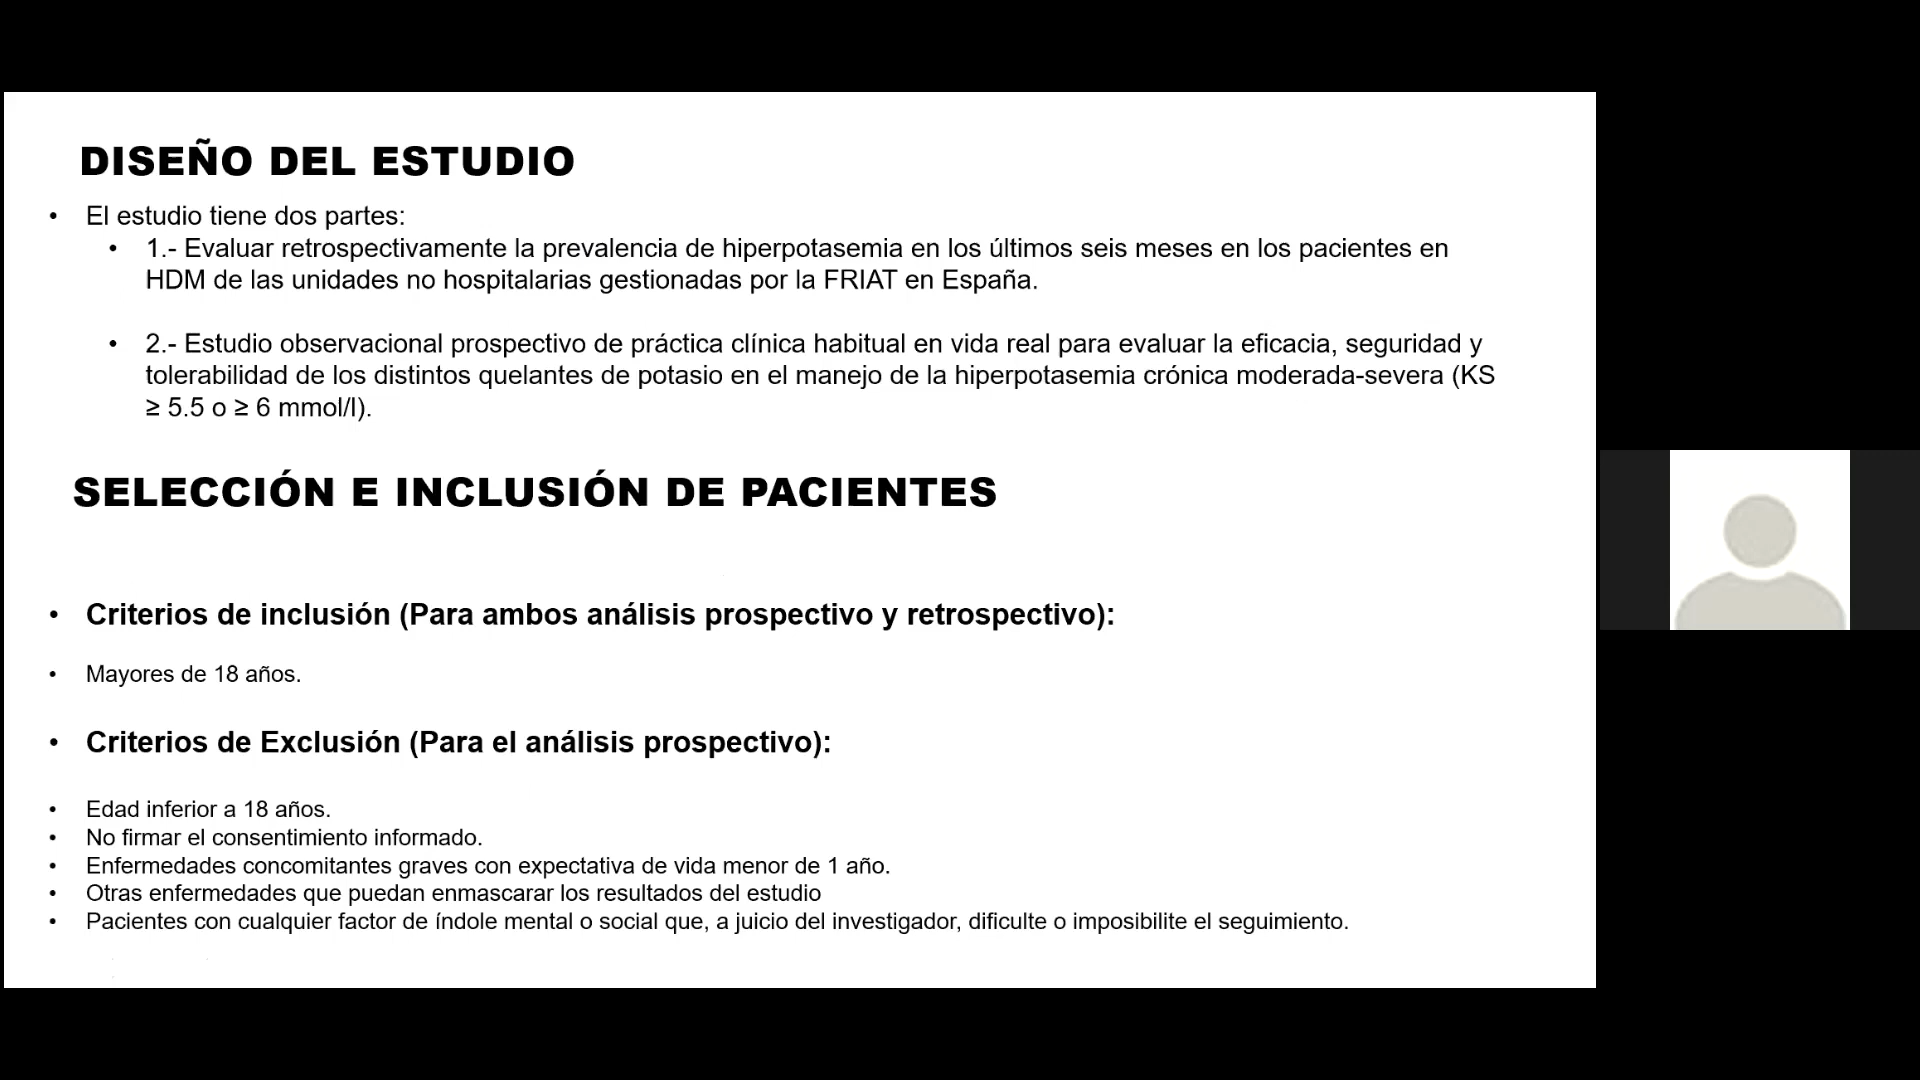 DISEÑO DEL ESTUDIO
• El estudio tiene dos partes:
• 1.- Evaluar retrospectivamente la prevalencia de hiperpotasemia en los últimos seis meses en los pacientes en
HDM de las unidades no hospitalarias gestionadas por la FRIAT en España.
• 2.- Estudio observacional prospectivo de práctica clínica habitual en vida real para evaluar la eficacia, seguridad y
tolerabilidad de los distintos quelantes de potasio en el manejo de la hiperpotasemia crónica moderada-severa (KS
≥ 5.5 o ≥ 6 mmol/l).
SELECCIÓN E INCLUSIÓN DE PACIENTES
• Criterios de inclusión (Para ambos análisis prospectivo y retrospectivo):
• Mayores de 18 años.
• Criterios de Exclusión (Para el análisis prospectivo):
• Edad inferior a 18 años.
• No firmar el consentimiento informado.
• Enfermedades concomitantes graves con expectativa de vida menor de 1 año.
• Otras enfermedades que puedan enmascarar los resultados del estudio
• Pacientes con cualquier factor de índole mental o social que, a juicio del investigador, dificulte o imposibilite el seguimiento.